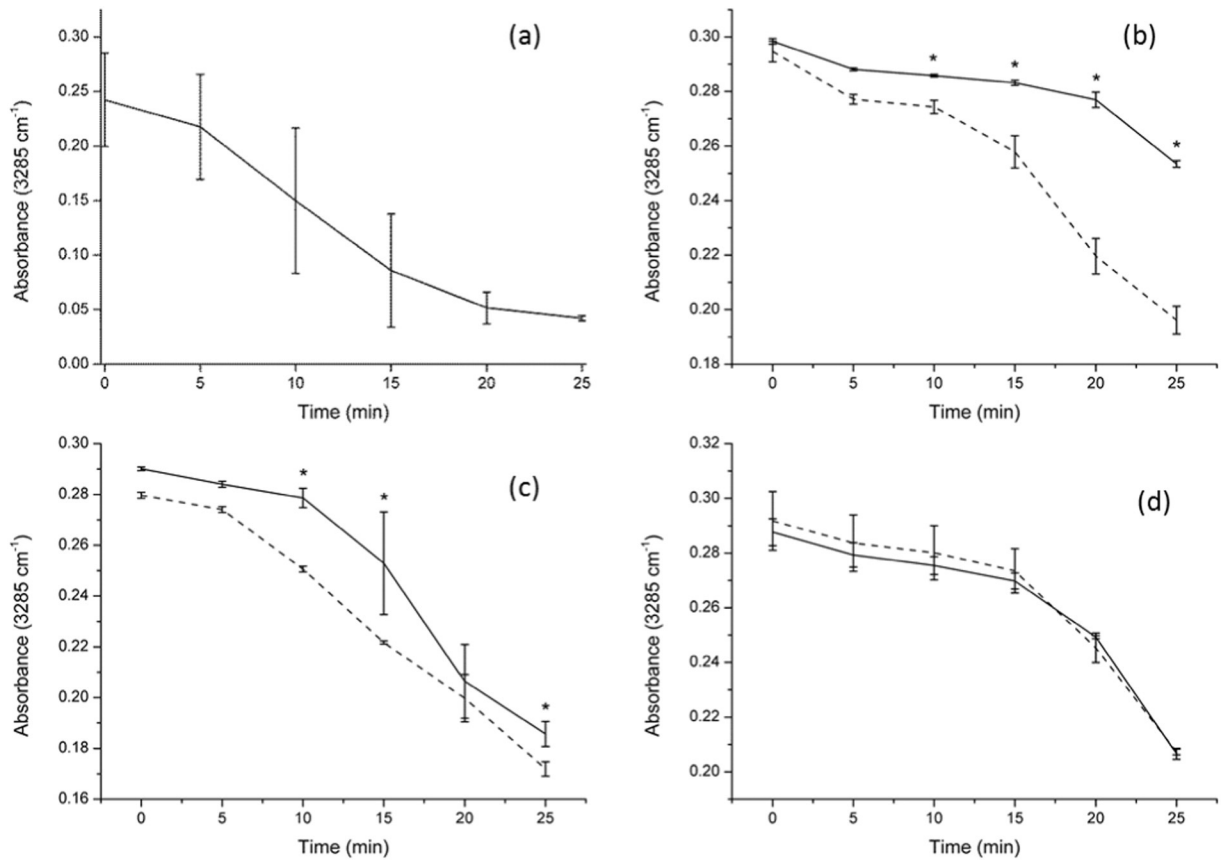 (a)
0.30
0.25
0.20
0.15
0.10
0.05
0.00
Absorbance (3285 cm⁻¹)
0 5 10 15 20 25
Time (min)
(b)
0.30
0.28
0.26
0.24
0.22
0.20
0.18
Absorbance (3285 cm⁻¹)
* * * *
0 5 10 15 20 25
Time (min)
(c)
0.30
0.28
0.26
0.24
0.22
0.20
0.18
0.16
Absorbance (3285 cm⁻¹)
* * *
0 5 10 15 20 25
Time (min)
(d)
0.32
0.30
0.28
0.26
0.24
0.22
0.20
Absorbance (3285 cm⁻¹)
0 5 10 15 20 25
Time (min)